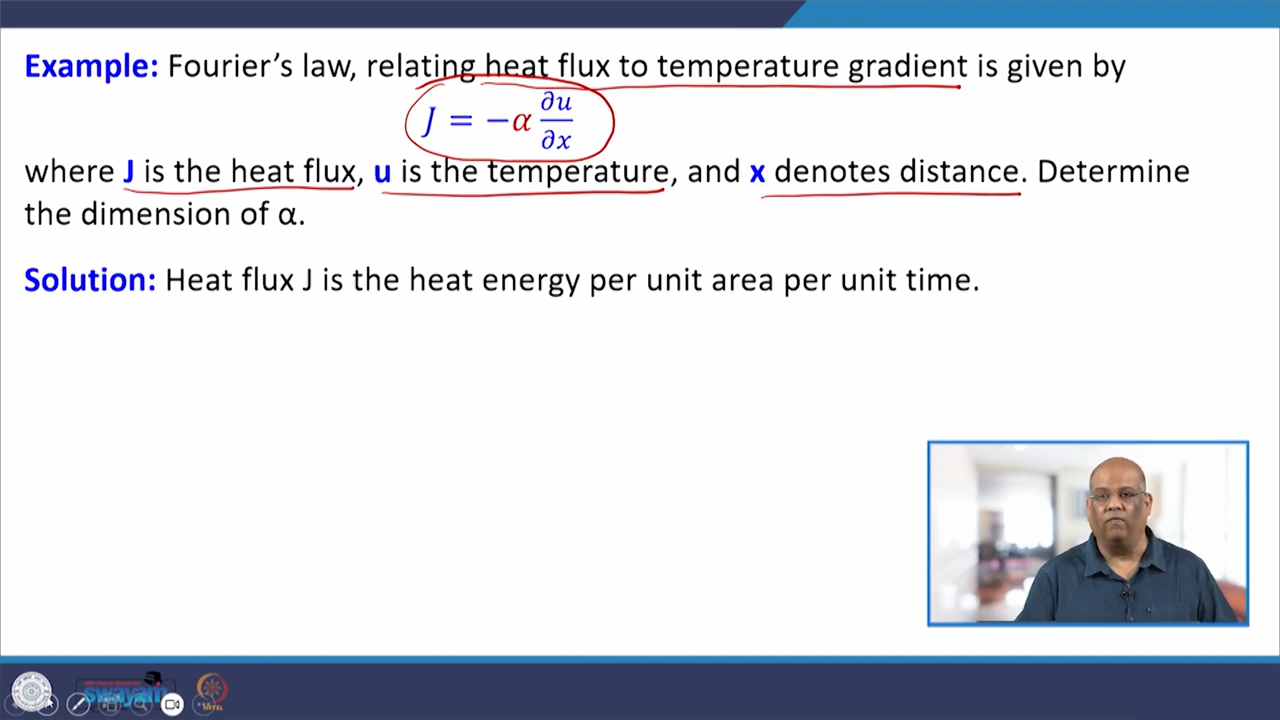 Example: Fourier’s law, relating heat flux to temperature gradient is given by
J = −α ∂u/∂x
where J is the heat flux, u is the temperature, and x denotes distance. Determine
the dimension of α.
Solution: Heat flux J is the heat energy per unit area per unit time.
swayam